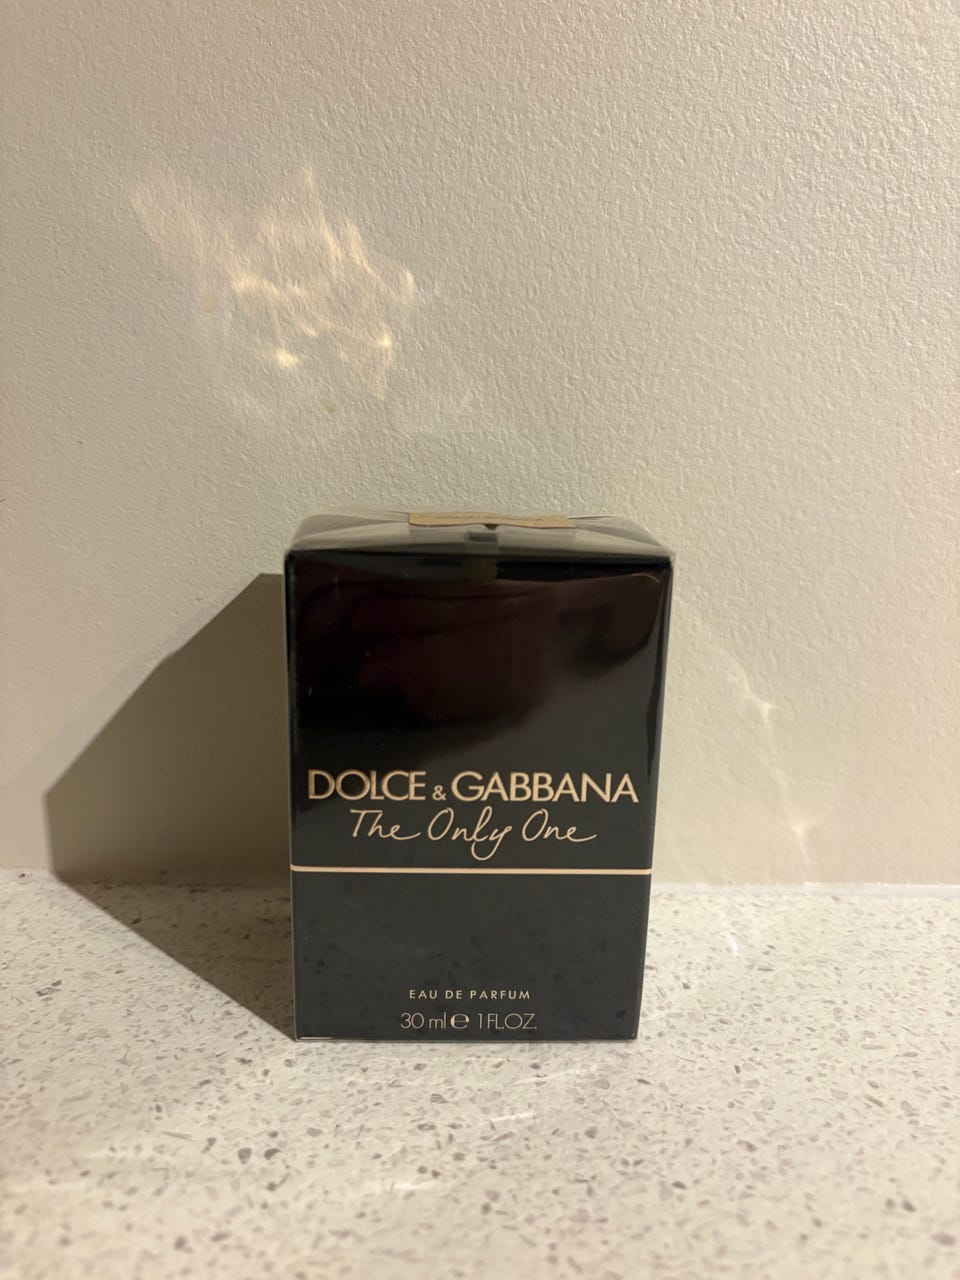 DOLCE & GABBANA
The Only One
EAU DE PARFUM
30 ml ℮ 1 FL.OZ.